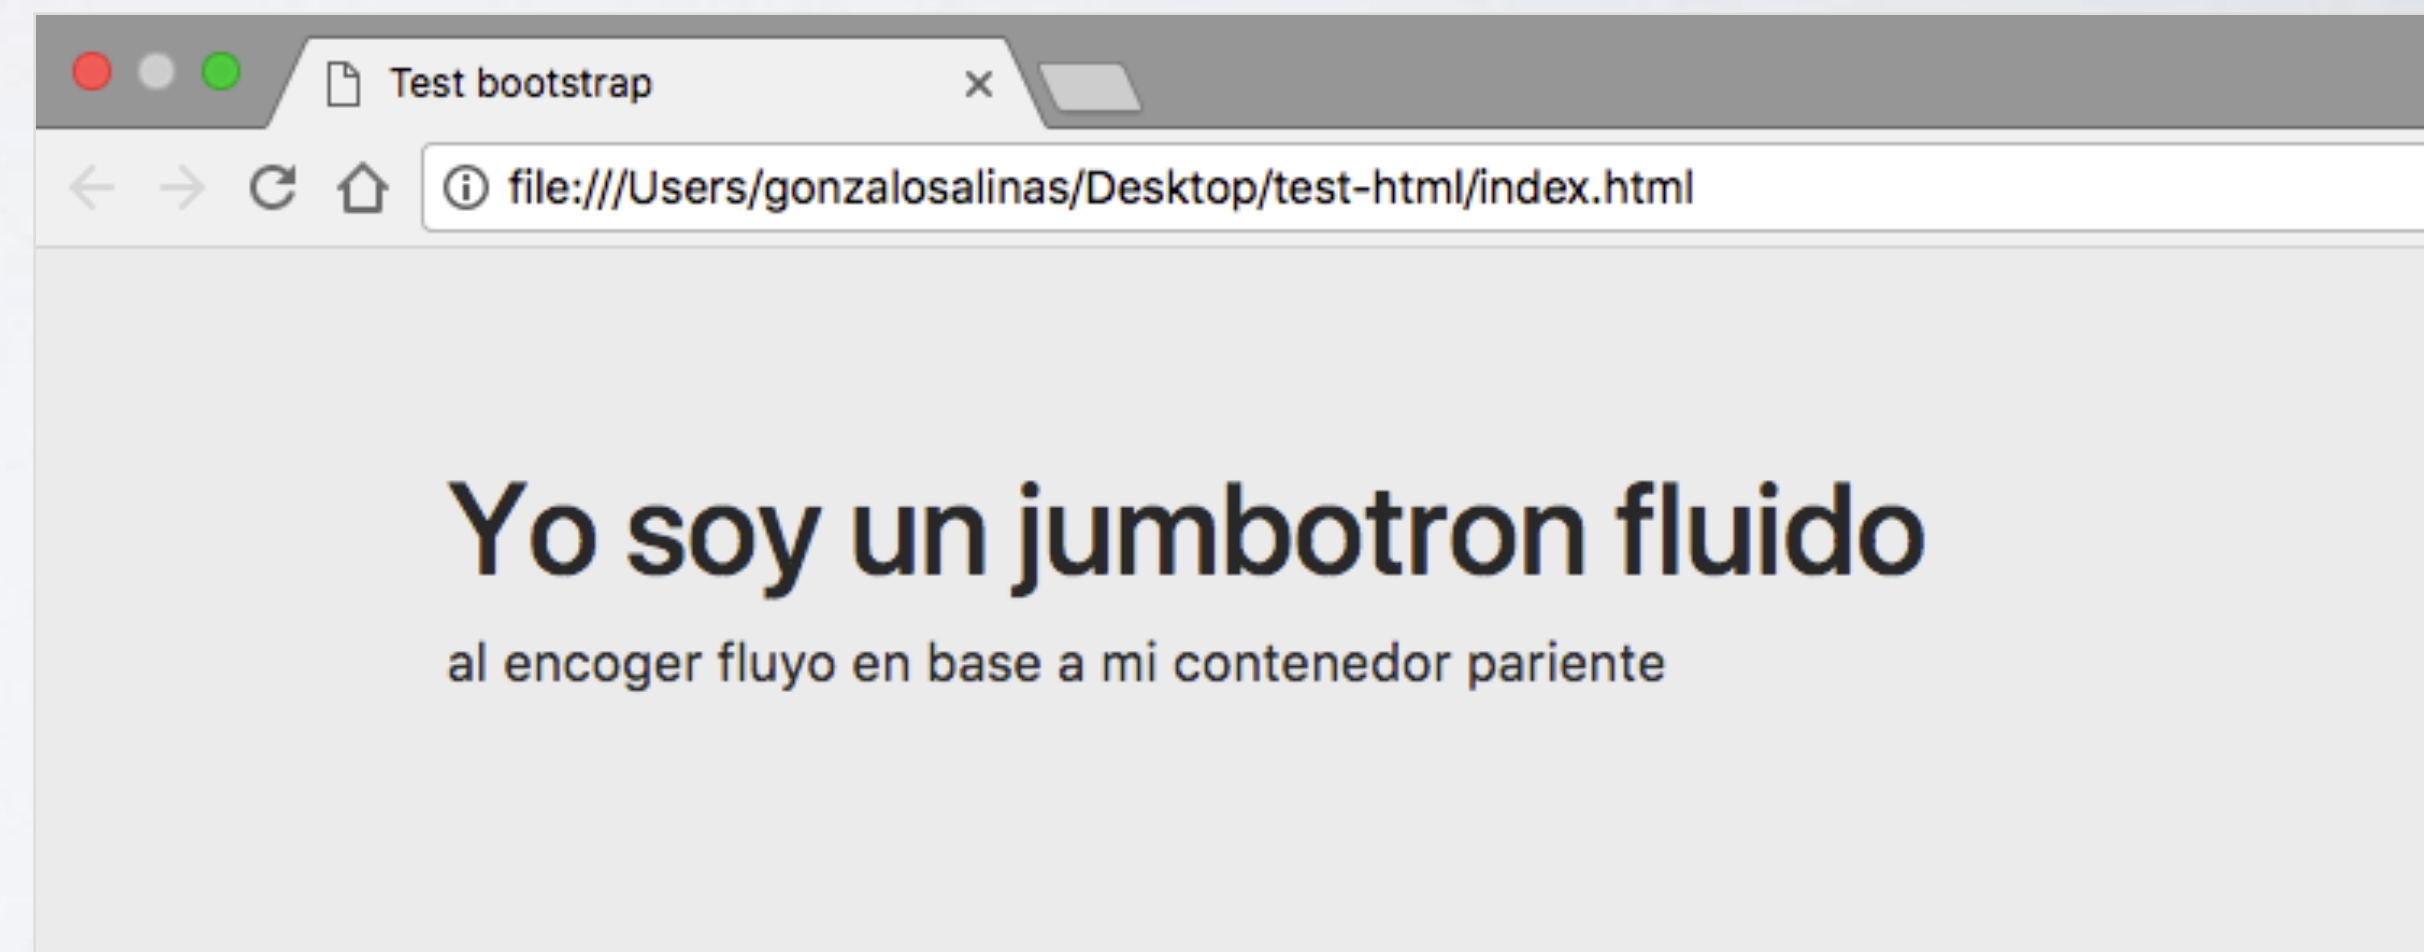 Test bootstrap
file:///Users/gonzalosalinas/Desktop/test-html/index.html
Yo soy un jumbotron fluido
al encoger fluyo en base a mi contenedor pariente